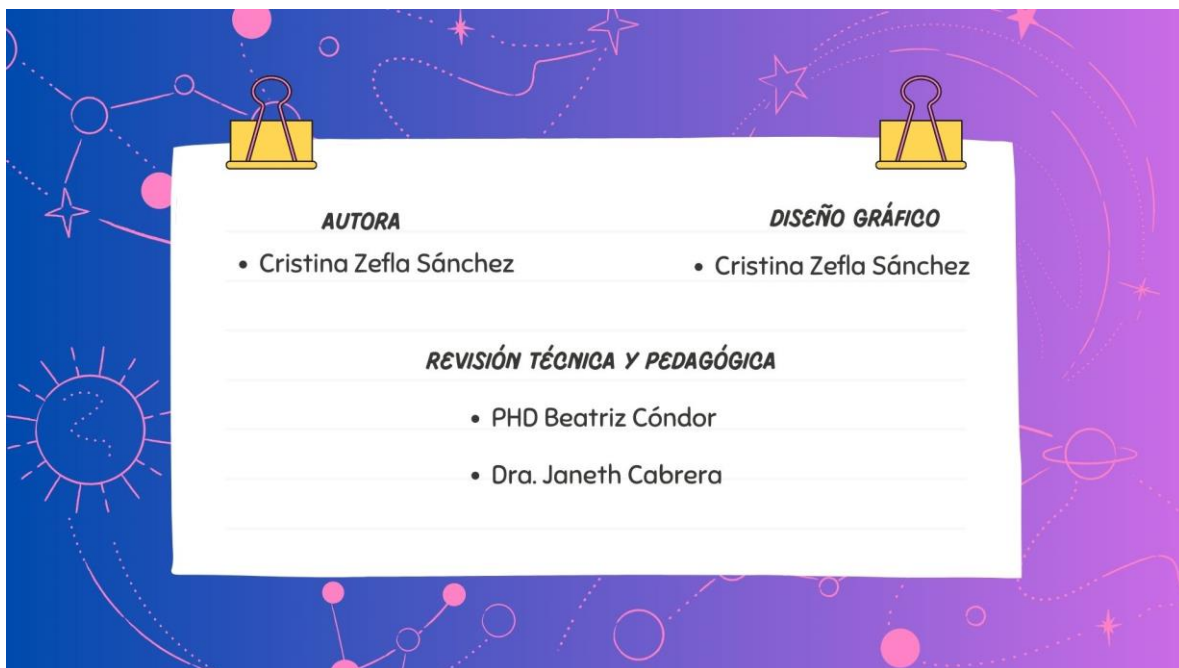 AUTORA
• Cristina Zefla Sánchez
DISEÑO GRÁFICO
• Cristina Zefla Sánchez
REVISIÓN TÉCNICA Y PEDAGÓGICA
• PHD Beatriz Cóndor
• Dra. Janeth Cabrera